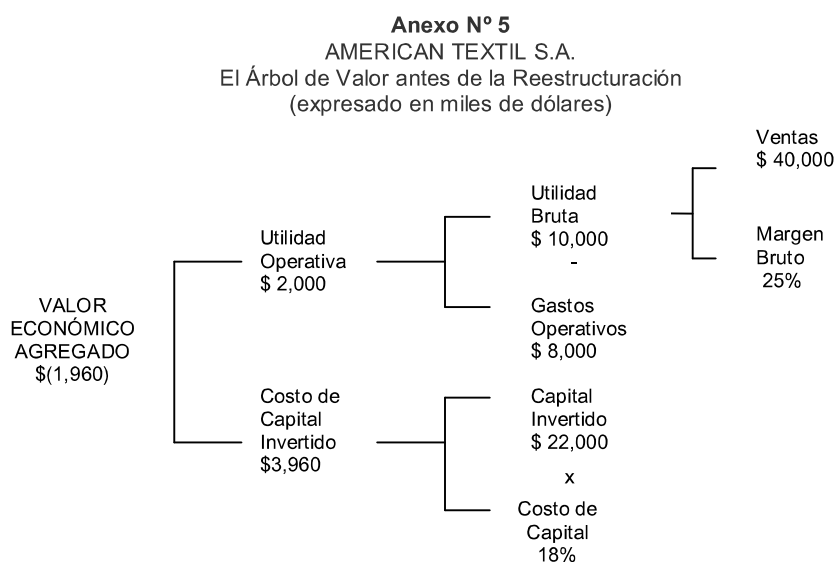 Anexo Nº 5
AMERICAN TEXTIL S.A.
El Árbol de Valor antes de la Reestructuración
(expresado en miles de dólares)
VALOR
ECONÓMICO
AGREGADO
$(1,960)
Utilidad
Operativa
$ 2,000
Utilidad
Bruta
$ 10,000
-
Gastos
Operativos
$ 8,000
Ventas
$ 40,000
Margen
Bruto
25%
Costo de
Capital
Invertido
$3,960
Capital
Invertido
$ 22,000
x
Costo de
Capital
18%